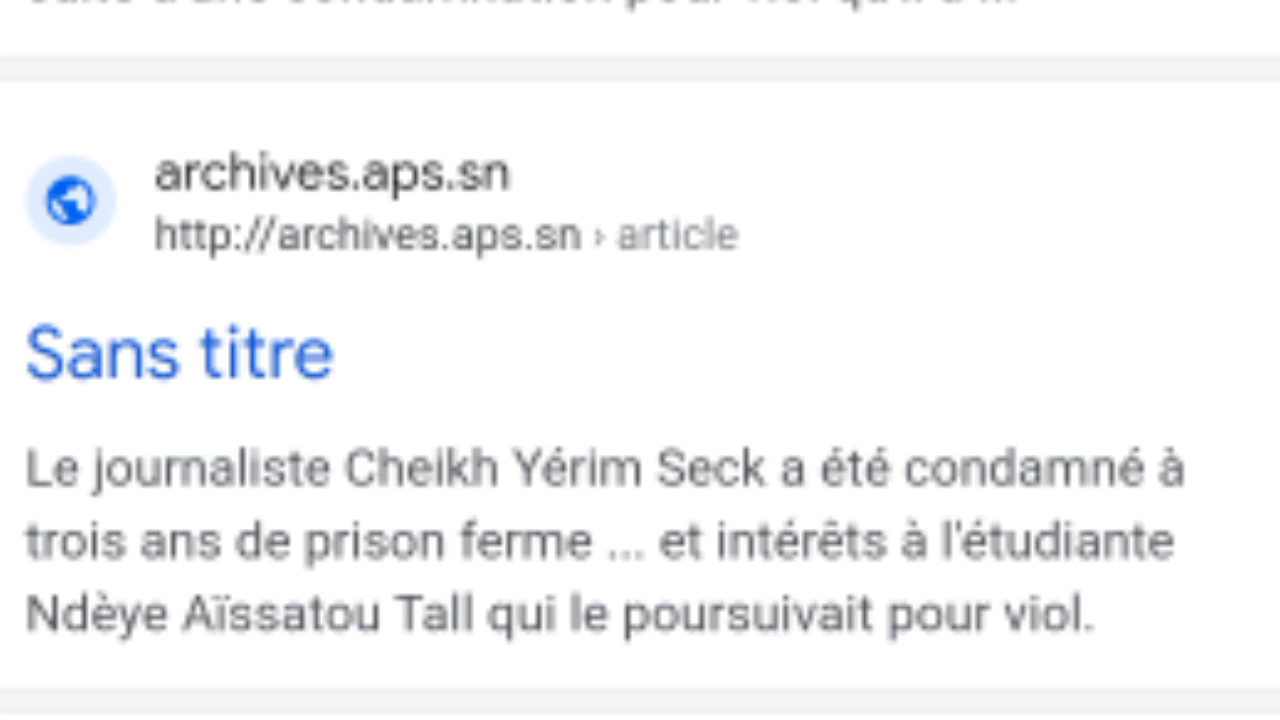 archives.aps.sn
http://archives.aps.sn › article
Sans titre
Le journaliste Cheikh Yérim Seck a été condamné à
trois ans de prison ferme ... et intérêts à l'étudiante
Ndèye Aïssatou Tall qui le poursuivait pour viol.